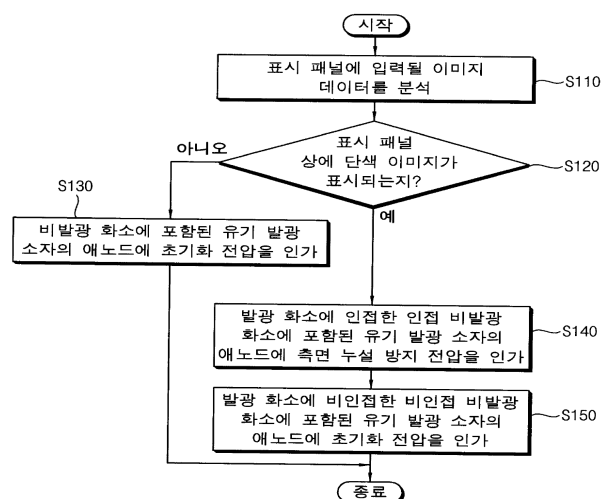 시작
표시 패널에 입력될 이미지
데이터를 분석
S110
표시 패널
상에 단색 이미지가
표시되는지?
S120
아니오
예
S130
비발광 화소에 포함된 유기 발광
소자의 애노드에 초기화 전압을 인가
발광 화소에 인접한 인접 비발광
화소에 포함된 유기 발광 소자의
애노드에 측면 누설 방지 전압을 인가
S140
발광 화소에 비인접한 비인접 비발광
화소에 포함된 유기 발광 소자의
애노드에 초기화 전압을 인가
S150
종료